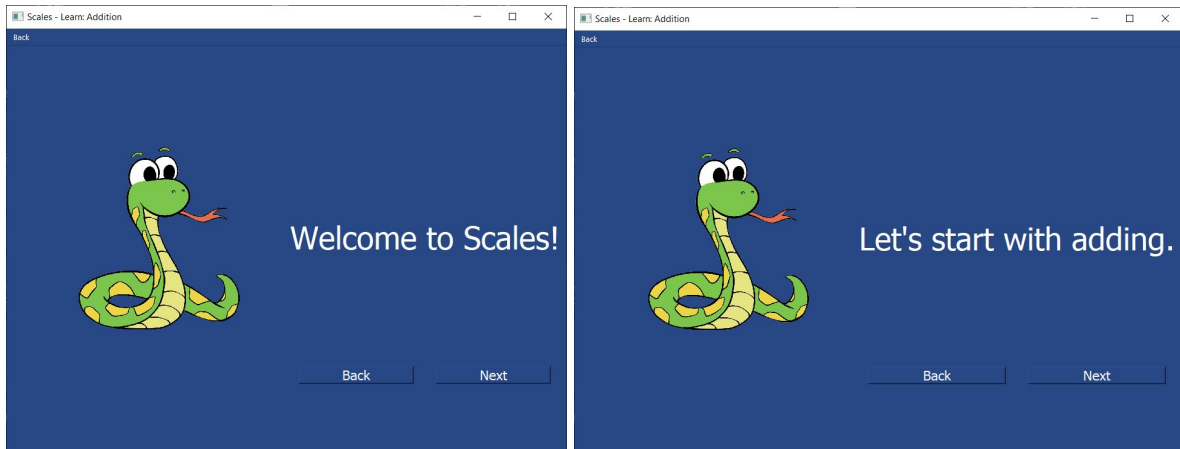 Scales - Learn: Addition
Back
Welcome to Scales!
Back Next
Scales - Learn: Addition
Back
Let's start with adding.
Back Next